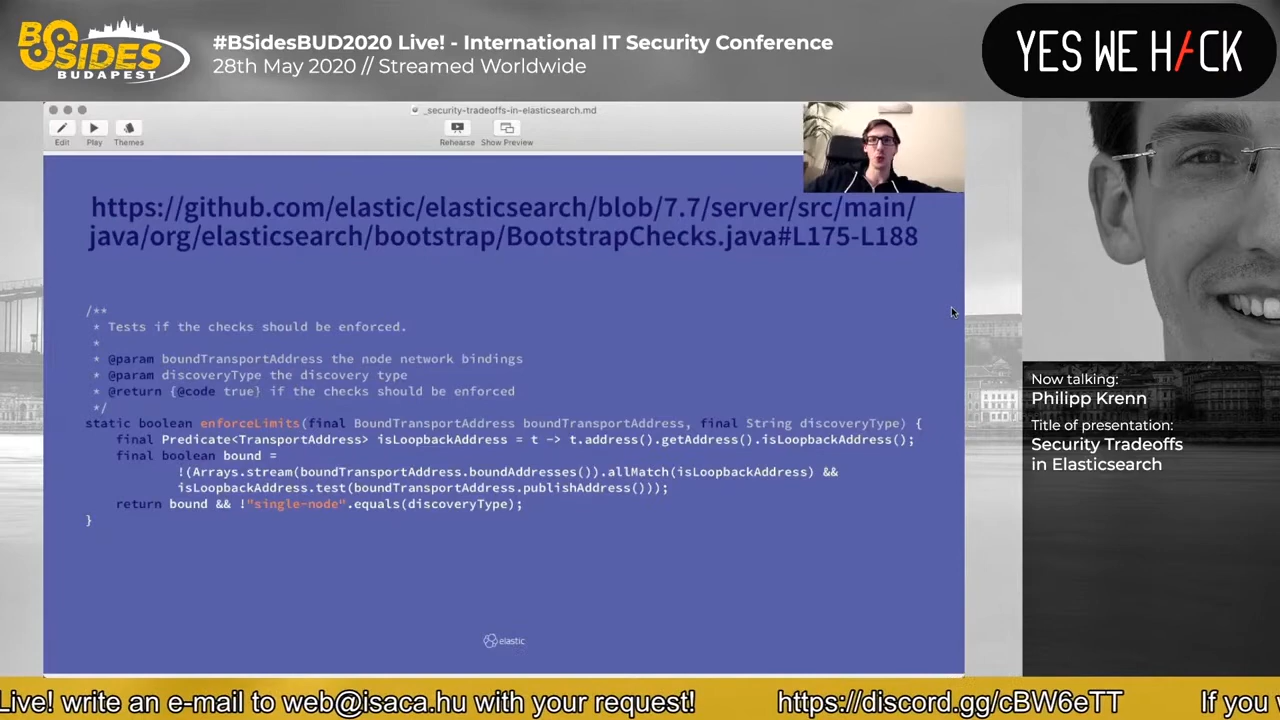 BSIDES
BUDAPEST
#BSidesBUD2020 Live! - International IT Security Conference
28th May 2020 // Streamed Worldwide
YES WE H/CK
_security-tradeoffs-in-elasticsearch.md
Edit Play Themes Rehearse Show Preview
https://github.com/elastic/elasticsearch/blob/7.7/server/src/main/
java/org/elasticsearch/bootstrap/BootstrapChecks.java#L175-L188
/**
* Tests if the checks should be enforced.
*
* @param boundTransportAddress the node network bindings
* @param discoveryType the discovery type
* @return {@code true} if the checks should be enforced
*/
static boolean enforceLimits(final BoundTransportAddress boundTransportAddress, final String discoveryType) {
final Predicate<TransportAddress> isLoopbackAddress = t -> t.address().getAddress().isLoopbackAddress();
final boolean bound =
!(Arrays.stream(boundTransportAddress.boundAddresses()).allMatch(isLoopbackAddress) &&
isLoopbackAddress.test(boundTransportAddress.publishAddress()));
return bound && !"single-node".equals(discoveryType);
}
elastic
Now talking:
Philipp Krenn
Title of presentation:
Security Tradeoffs
in Elasticsearch
Live! write an e-mail to web@isaca.hu with your request! https://discord.gg/cBW6eTT If you